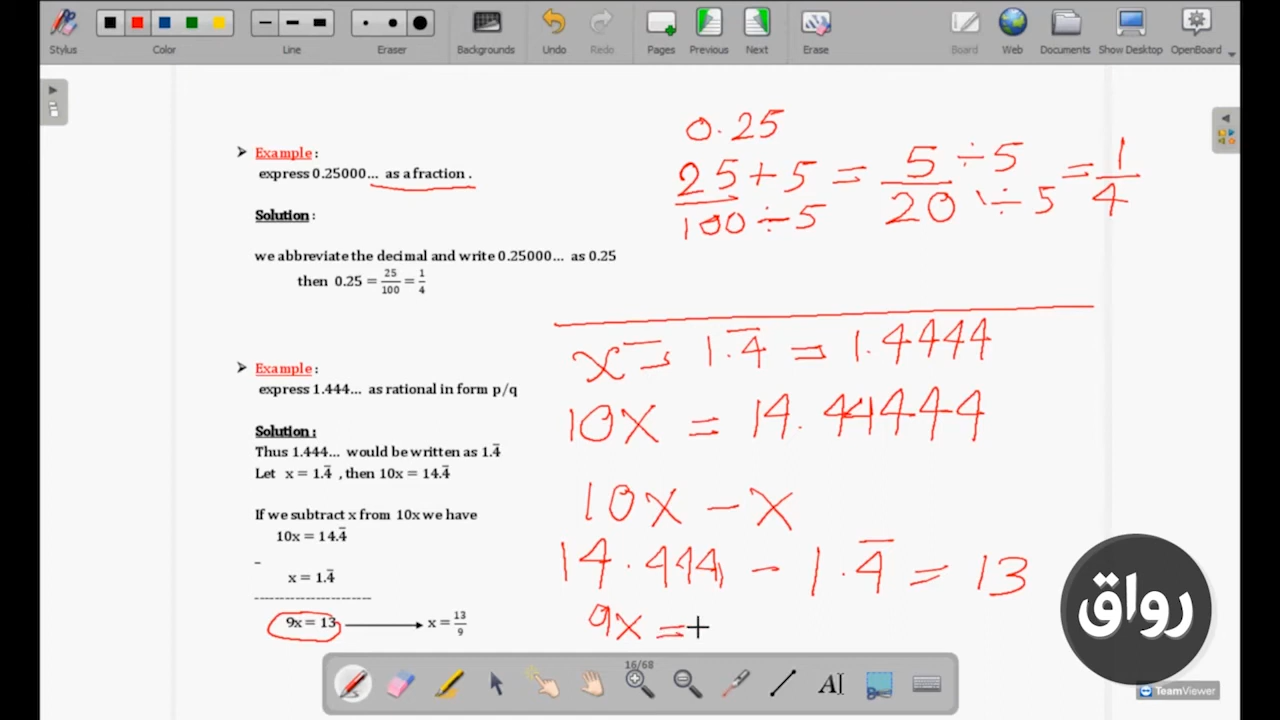 Stylus Color Line Eraser Backgrounds Undo Redo Pages Previous Next Erase Board Web Documents Show Desktop OpenBoard
➤ Example :
express 0.25000... as a fraction .
Solution :
we abbreviate the decimal and write 0.25000... as 0.25
then 0.25 = 25/100 = 1/4
➤ Example :
express 1.444... as rational in form p/q
Solution :
Thus 1.444... would be written as 1.4̄
Let x = 1.4̄ , then 10x = 14.4̄
If we subtract x from 10x we have
10x = 14.4̄
-
x = 1.4̄
---------------------
9x = 13 ⟶ x = 13/9
0.25
25 + 5 = 5 ÷ 5 = 1
100 ÷ 5 20 ÷ 5 4
x = 1.4̄ = 1.4444
10x = 14.44444
10x - x
14.444 - 1.4̄ = 13
9x =
رواق
16/68
AI
TeamViewer